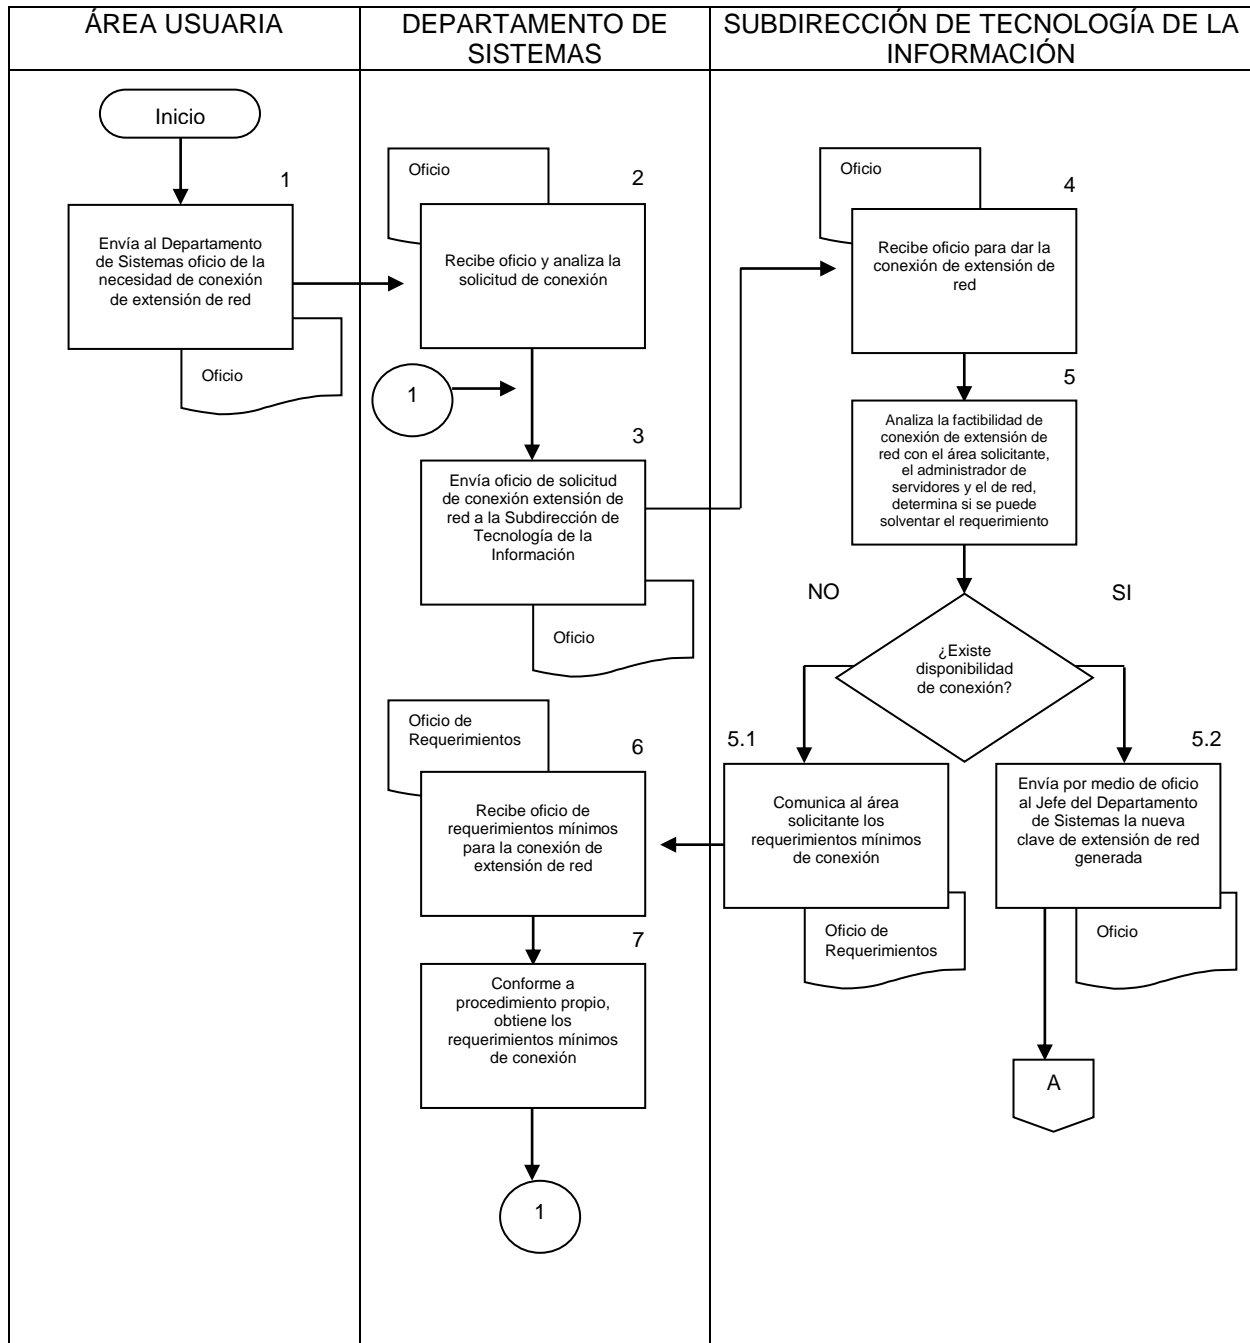 ÁREA USUARIA
DEPARTAMENTO DE
SISTEMAS
SUBDIRECCIÓN DE TECNOLOGÍA DE LA
INFORMACIÓN
Inicio
1
Envía al Departamento
de Sistemas oficio de la
necesidad de conexión
de extensión de red
Oficio
Oficio
2
Recibe oficio y analiza la
solicitud de conexión
1
3
Envía oficio de solicitud
de conexión extensión de
red a la Subdirección de
Tecnología de la
Información
Oficio
Oficio
4
Recibe oficio para dar la
conexión de extensión de
red
5
Analiza la factibilidad de
conexión de extensión de
red con el área solicitante,
el administrador de
servidores y el de red,
determina si se puede
solventar el requerimiento
NO
SI
¿Existe
disponibilidad
de conexión?
5.1
Comunica al área
solicitante los
requerimientos mínimos
de conexión
Oficio de
Requerimientos
5.2
Envía por medio de oficio
al Jefe del Departamento
de Sistemas la nueva
clave de extensión de red
generada
Oficio
A
Oficio de
Requerimientos
6
Recibe oficio de
requerimientos mínimos
para la conexión de
extensión de red
7
Conforme a
procedimiento propio,
obtiene los
requerimientos mínimos
de conexión
1